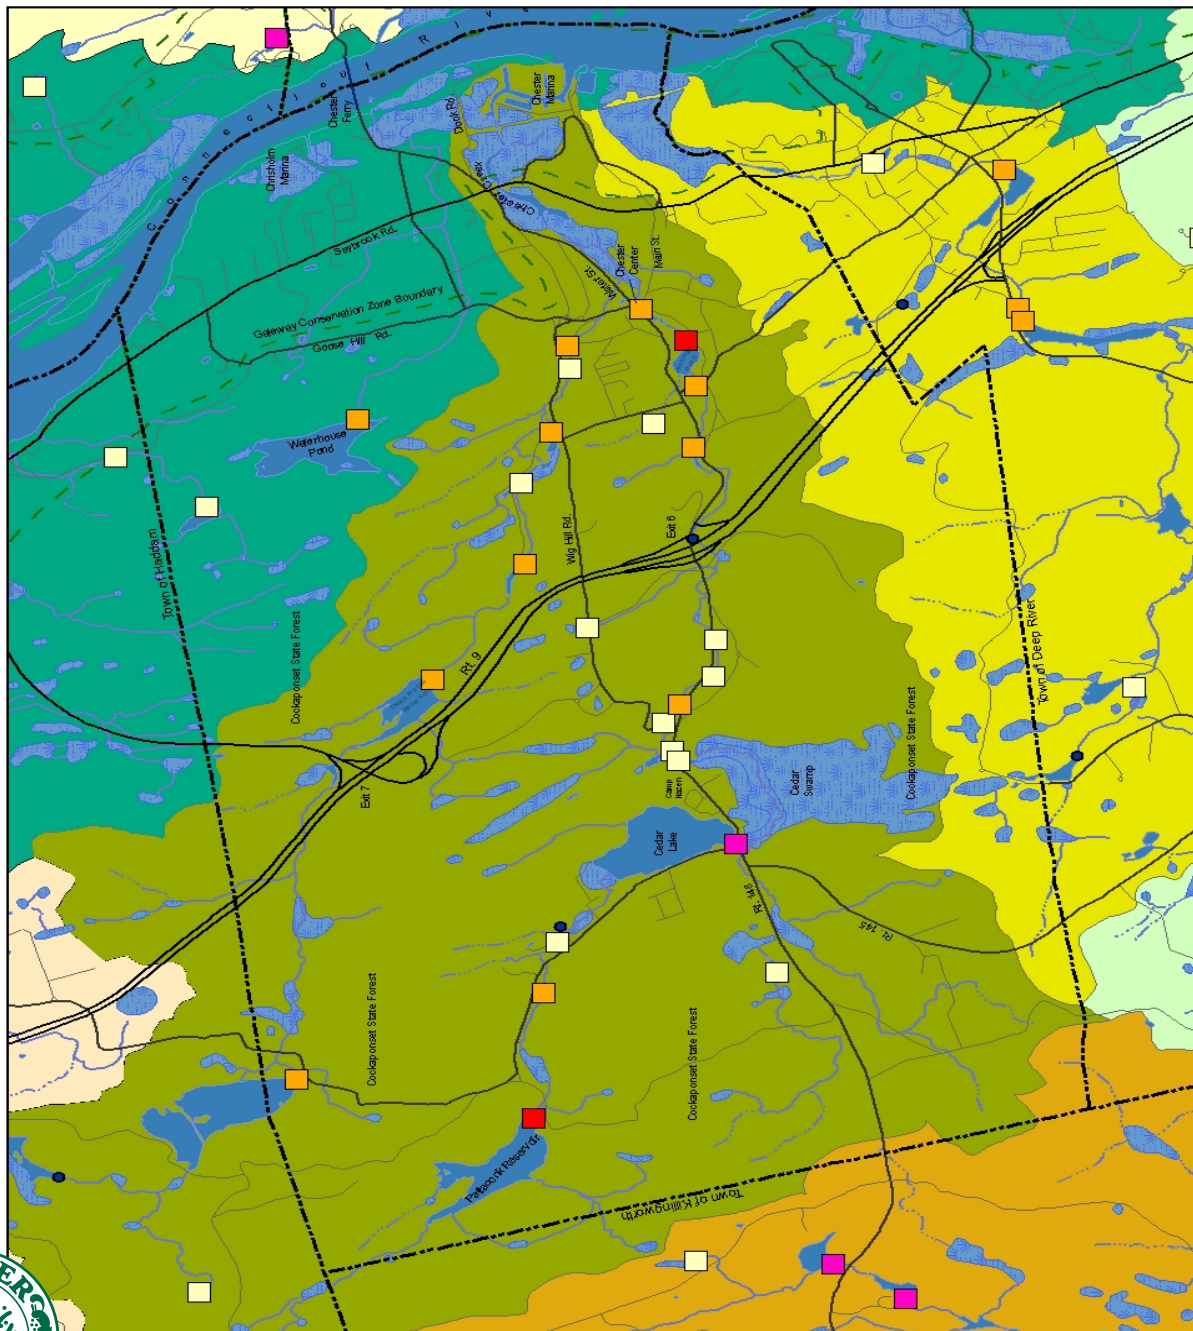 Connecticut River
Chester
Ferry
Chrisholm
Marina
Dock Rd
Chester
Marina
Chester Creek
Saybrook Rd.
Gateway Conservation Zone Boundary
Goose Hill Rd.
Water St.
Chester
Center
Main St.
Waterhouse
Pond
Town of Haddam
Wig Hill Rd.
Exit 6
Cockaponset State Forest
Rt. 9
Exit 7
Town of Deep River
Cockaponset State Forest
Cedar
Swamp
Camp
Hazen
Cedar
Lake
Rt. 148
Rt. 145
Cockaponset State Forest
Cockaponset State Forest
Pattaconk Reservoir
Town of Killingworth